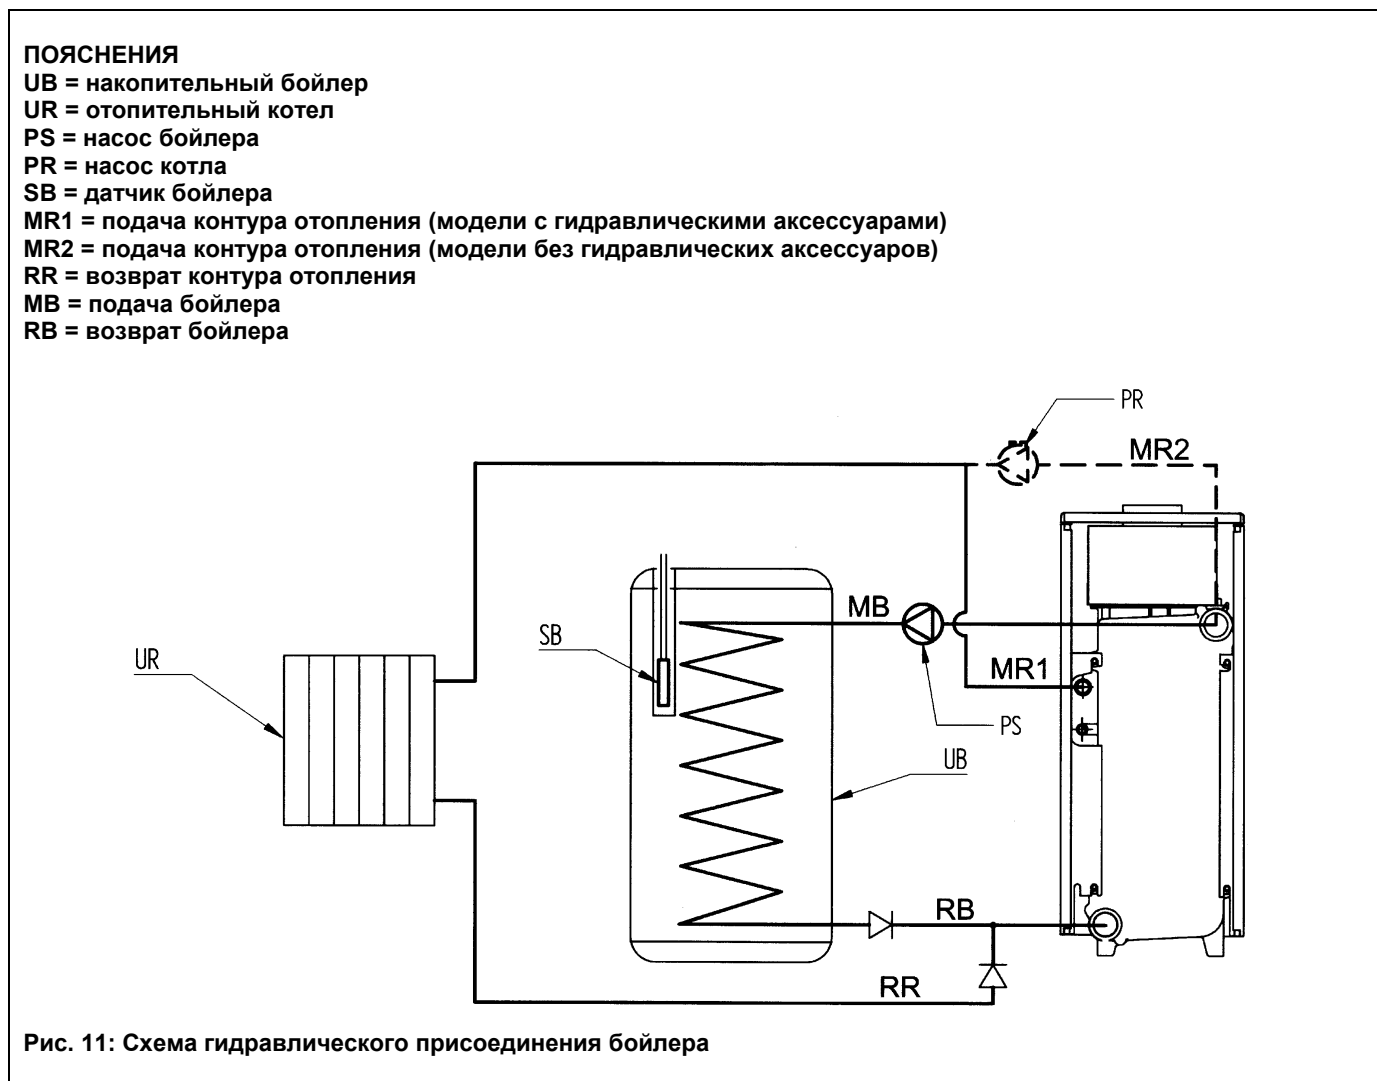 ПОЯСНЕНИЯ
UB = накопительный бойлер
UR = отопительный котел
PS = насос бойлера
PR = насос котла
SB = датчик бойлера
MR1 = подача контура отопления (модели с гидравлическими аксессуарами)
MR2 = подача контура отопления (модели без гидравлических аксессуаров)
RR = возврат контура отопления
MB = подача бойлера
RB = возврат бойлера
PR
MR2
MB
SB
UR
MR1
PS
UB
RB
RR
Рис. 11: Схема гидравлического присоединения бойлера